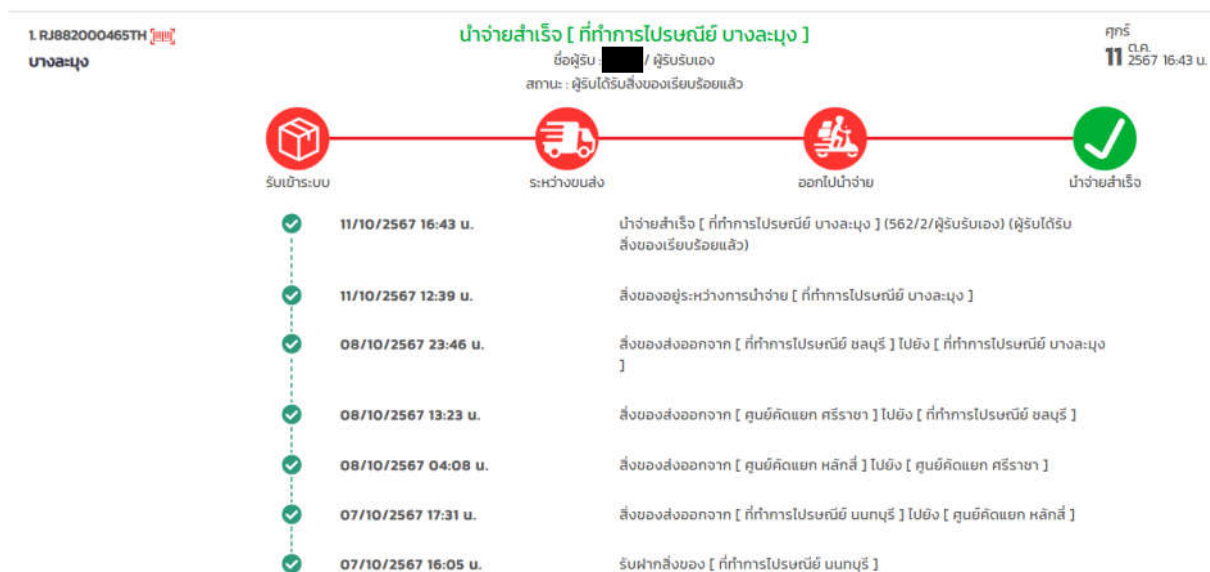 1. RJ882000465TH
บางละมุง
นำจ่ายสำเร็จ [ ที่ทำการไปรษณีย์ บางละมุง ]
ชื่อผู้รับ : / ผู้รับรับเอง
สถานะ : ผู้รับได้รับสิ่งของเรียบร้อยแล้ว
ศุกร์
11 ต.ค. 2567 16:43 น.
รับเข้าระบบ
ระหว่างขนส่ง
ออกไปนำจ่าย
นำจ่ายสำเร็จ
11/10/2567 16:43 น.
นำจ่ายสำเร็จ [ ที่ทำการไปรษณีย์ บางละมุง ] (562/2/ผู้รับรับเอง) (ผู้รับได้รับ
สิ่งของเรียบร้อยแล้ว)
11/10/2567 12:39 น.
สิ่งของอยู่ระหว่างการนำจ่าย [ ที่ทำการไปรษณีย์ บางละมุง ]
08/10/2567 23:46 น.
สิ่งของส่งออกจาก [ ที่ทำการไปรษณีย์ ชลบุรี ] ไปยัง [ ที่ทำการไปรษณีย์ บางละมุง
]
08/10/2567 13:23 น.
สิ่งของส่งออกจาก [ ศูนย์คัดแยก ศรีราชา ] ไปยัง [ ที่ทำการไปรษณีย์ ชลบุรี ]
08/10/2567 04:08 น.
สิ่งของส่งออกจาก [ ศูนย์คัดแยก หลักสี่ ] ไปยัง [ ศูนย์คัดแยก ศรีราชา ]
07/10/2567 17:31 น.
สิ่งของส่งออกจาก [ ที่ทำการไปรษณีย์ นนทบุรี ] ไปยัง [ ศูนย์คัดแยก หลักสี่ ]
07/10/2567 16:05 น.
รับฝากสิ่งของ [ ที่ทำการไปรษณีย์ นนทบุรี ]